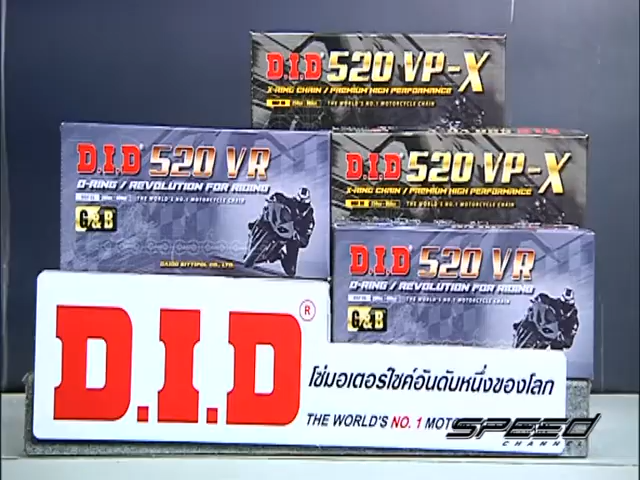 D.I.D 520 VP-X
X-RING CHAIN / PREMIUM HIGH PERFORMANCE
THE WORLD'S NO.1 MOTORCYCLE CHAIN
D.I.D 520 VR
O-RING / REVOLUTION FOR RIDING
THE WORLD'S NO.1 MOTORCYCLE CHAIN
G&B
DAIDO SITTIPOL CO., LTD.
D.I.D 520 VP-X
X-RING CHAIN / PREMIUM HIGH PERFORMANCE
THE WORLD'S NO.1 MOTORCYCLE CHAIN
D.I.D 520 VR
O-RING / REVOLUTION FOR RIDING
THE WORLD'S NO.1 MOTORCYCLE CHAIN
G&B
D.I.D ®
โซ่มอเตอร์ไซค์อันดับหนึ่งของโลก
THE WORLD'S NO. 1
SPEED
CHANNEL